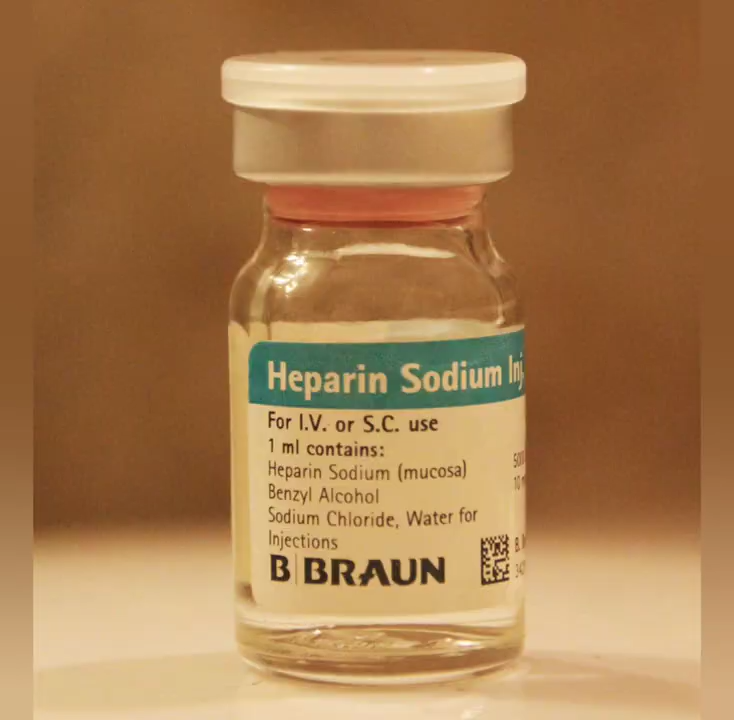 Heparin Sodium Inj.
For I.V. or S.C. use
1 ml contains:
Heparin Sodium (mucosa)
Benzyl Alcohol
Sodium Chloride, Water for
Injections
B BRAUN